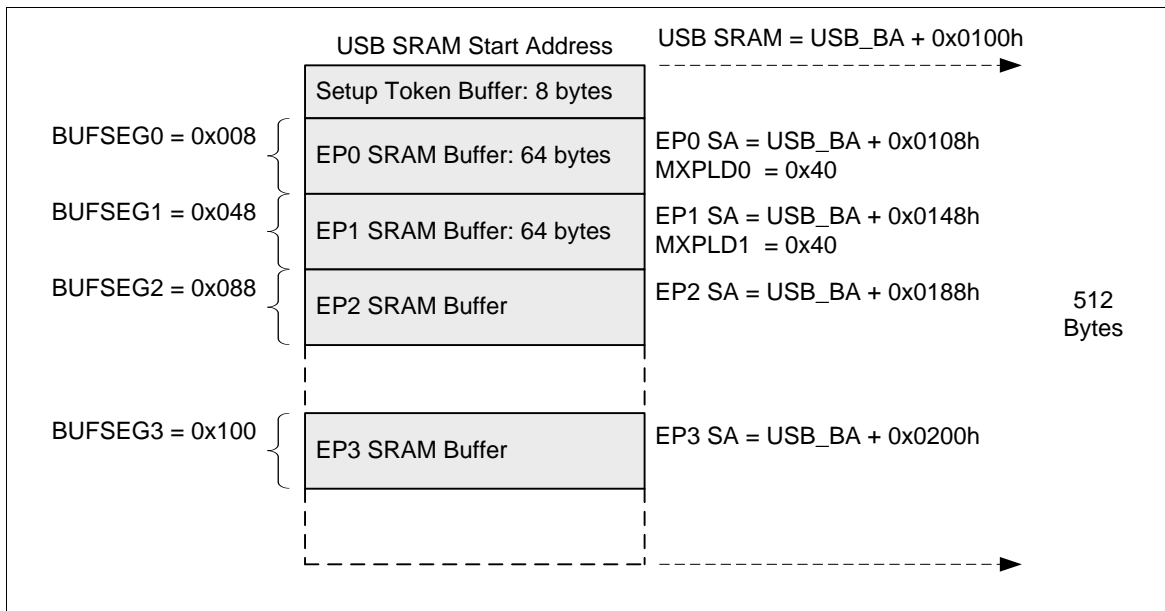 USB SRAM Start Address
USB SRAM = USB_BA + 0x0100h
Setup Token Buffer: 8 bytes
BUFSEG0 = 0x008
EP0 SRAM Buffer: 64 bytes
EP0 SA = USB_BA + 0x0108h
MXPLD0 = 0x40
BUFSEG1 = 0x048
EP1 SRAM Buffer: 64 bytes
EP1 SA = USB_BA + 0x0148h
MXPLD1 = 0x40
BUFSEG2 = 0x088
EP2 SRAM Buffer
EP2 SA = USB_BA + 0x0188h
512
Bytes
BUFSEG3 = 0x100
EP3 SRAM Buffer
EP3 SA = USB_BA + 0x0200h